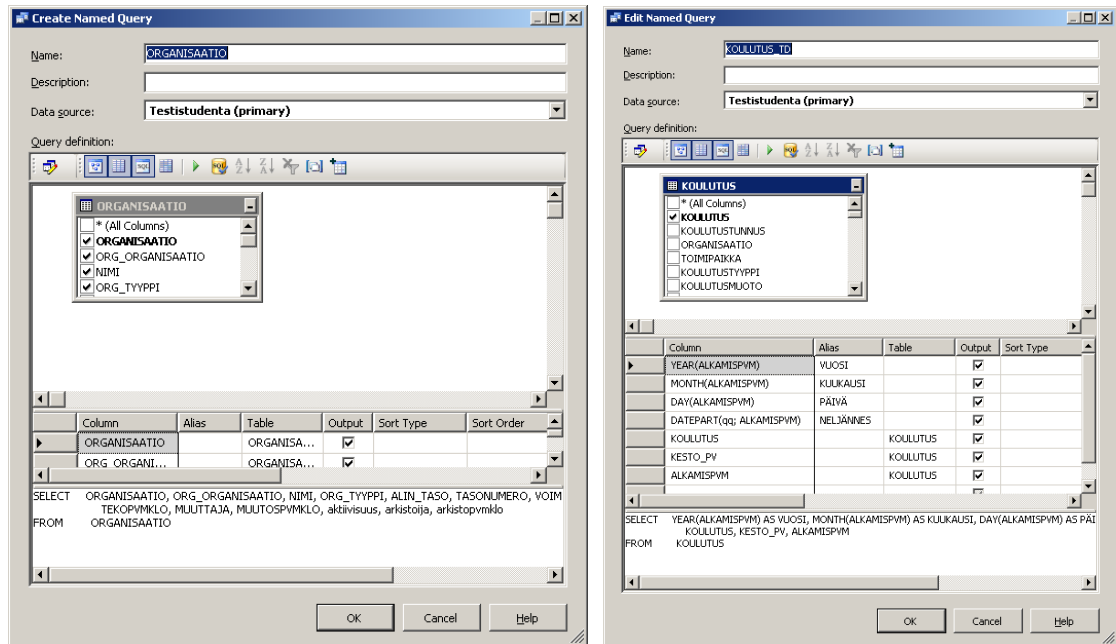 Create Named Query
Name: ORGANISAATIO
Description:
Data source: Testistudenta (primary)
Query definition:
ORGANISAATIO
* (All Columns)
ORGANISAATIO
ORG_ORGANISAATIO
NIMI
ORG_TYYPPI
Column Alias Table Output Sort Type Sort Order
ORGANISAATIO ORGANISA...
ORG_ORGANI... ORGANISA...
SELECT ORGANISAATIO, ORG_ORGANISAATIO, NIMI, ORG_TYYPPI, ALIN_TASO, TASONUMERO, VOIM
TEKOPVMKLO, MUUTTAJA, MUUTOSPVMKLO, aktiivisuus, arkistoija, arkistopvmklo
FROM ORGANISAATIO
OK Cancel Help
Edit Named Query
Name: KOULUTUS_TD
Description:
Data source: Testistudenta (primary)
Query definition:
KOULUTUS
* (All Columns)
KOULUTUS
KOULUTUSTUNNUS
ORGANISAATIO
TOIMIPAIKKA
KOULUTUSTYYPPI
KOULUTUSMUOTO
Column Alias Table Output Sort Type
YEAR(ALKAMISPVM) VUOSI
MONTH(ALKAMISPVM) KUUKAUSI
DAY(ALKAMISPVM) PÄIVÄ
DATEPART(qq; ALKAMISPVM) NELJÄNNES
KOULUTUS KOULUTUS
KESTO_PV KOULUTUS
ALKAMISPVM KOULUTUS
SELECT YEAR(ALKAMISPVM) AS VUOSI, MONTH(ALKAMISPVM) AS KUUKAUSI, DAY(ALKAMISPVM) AS PÄI
KOULUTUS, KESTO_PV, ALKAMISPVM
FROM KOULUTUS
OK Cancel Help